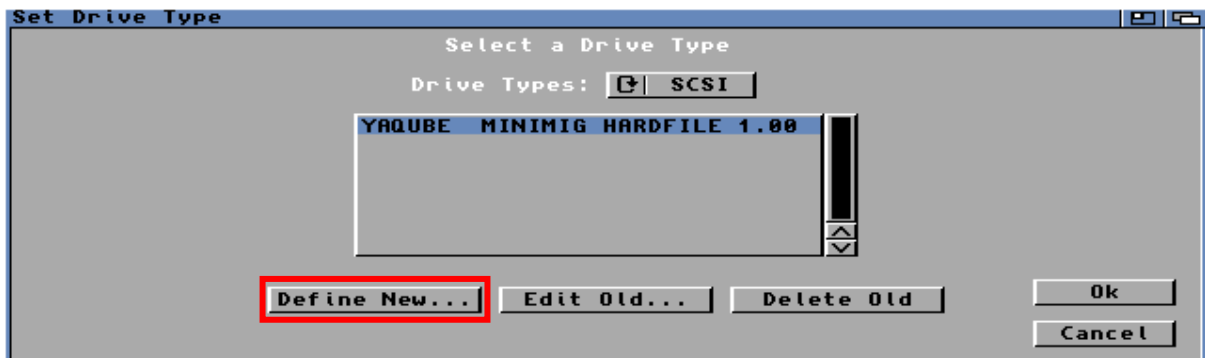 Set Drive Type
Select a Drive Type
Drive Types: SCSI
YAQUBE  MINIMIG HARDFILE 1.00
Define New... Edit Old... Delete Old Ok
Cancel